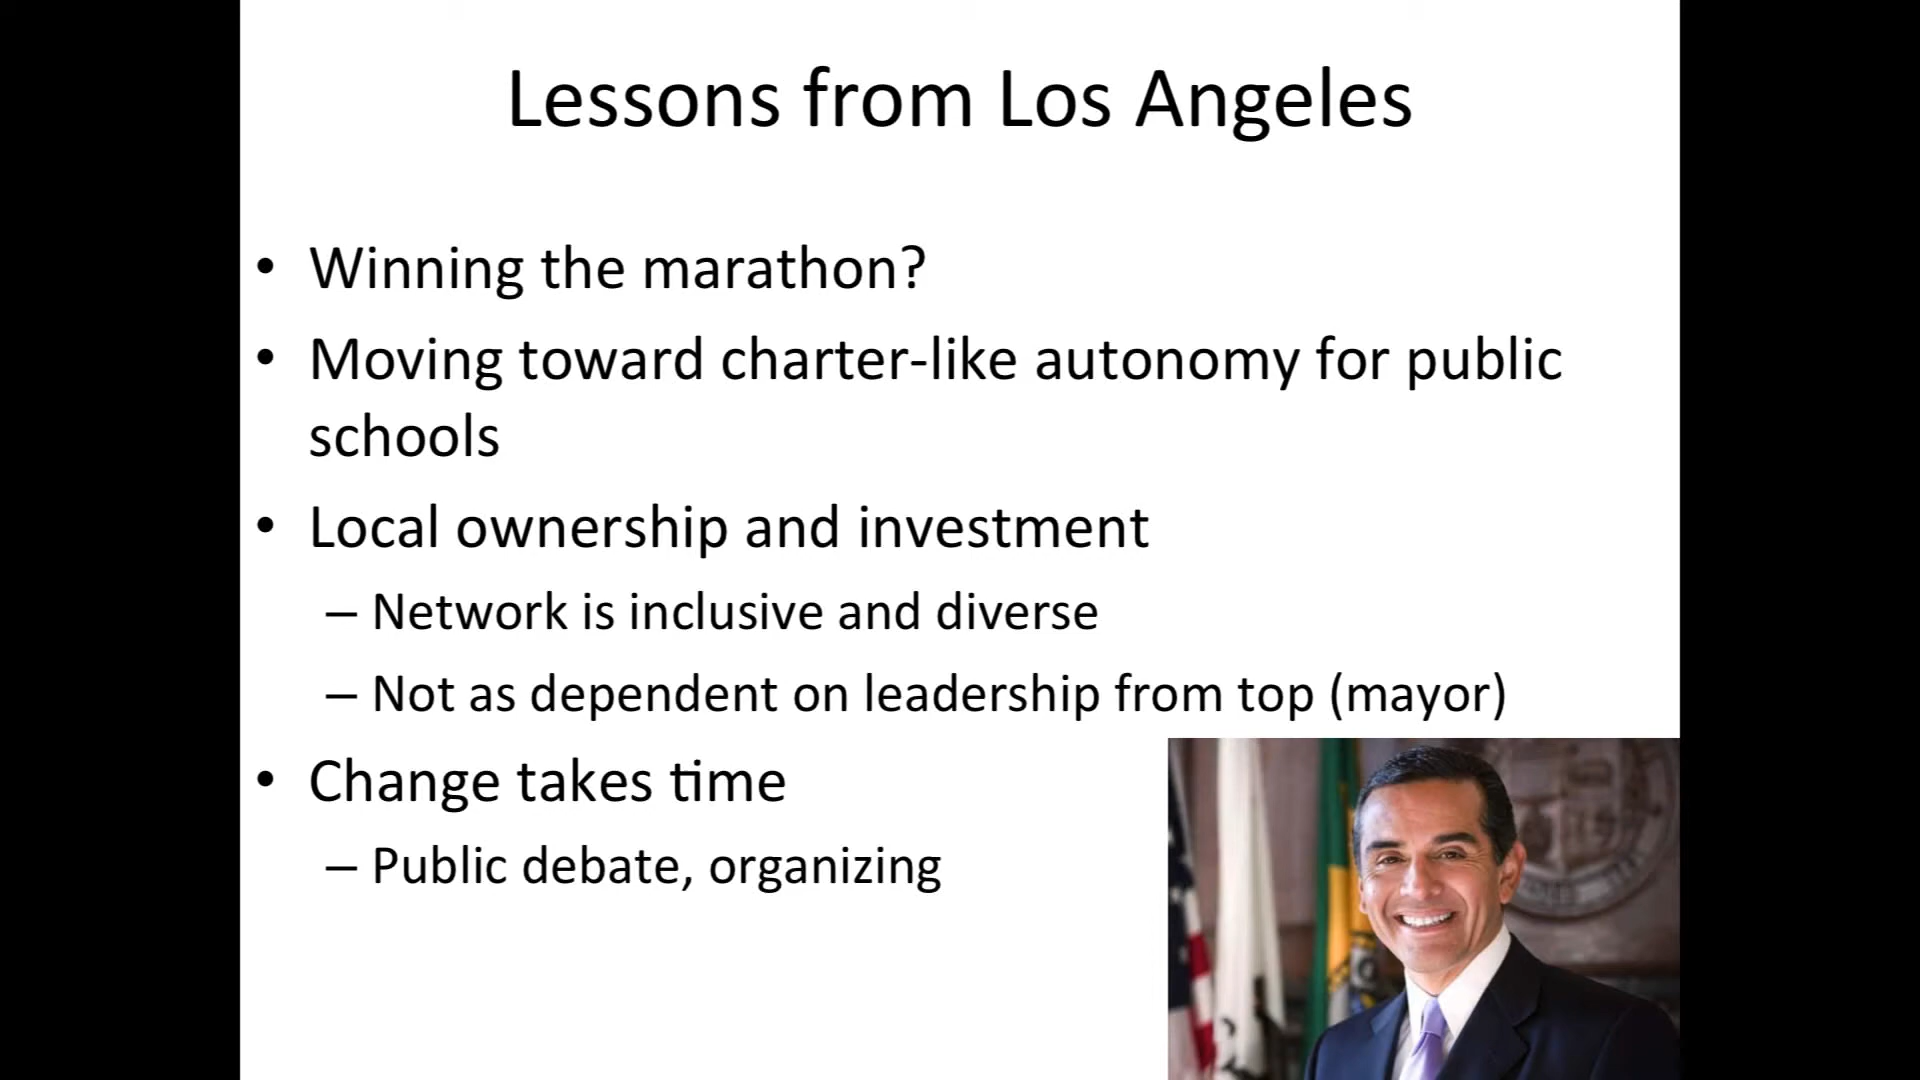 Lessons from Los Angeles
• Winning the marathon?
• Moving toward charter-like autonomy for public
schools
• Local ownership and investment
– Network is inclusive and diverse
– Not as dependent on leadership from top (mayor)
• Change takes time
– Public debate, organizing